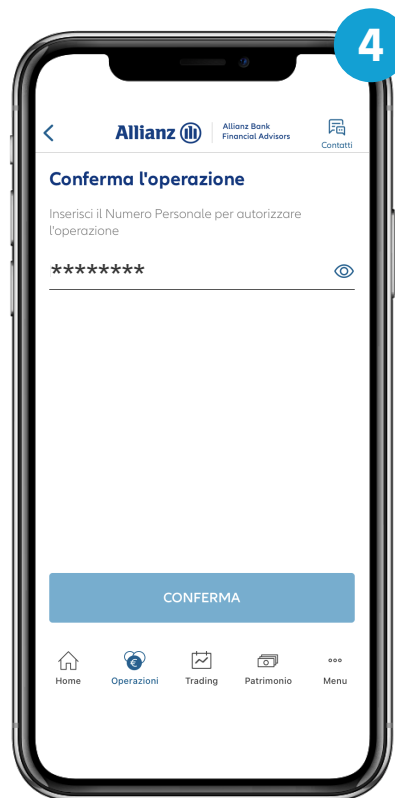 4
Allianz
Allianz Bank
Financial Advisors
Contatti
Conferma l'operazione
Inserisci il Numero Personale per autorizzare
l'operazione
********
CONFERMA
Home Operazioni Trading Patrimonio Menu